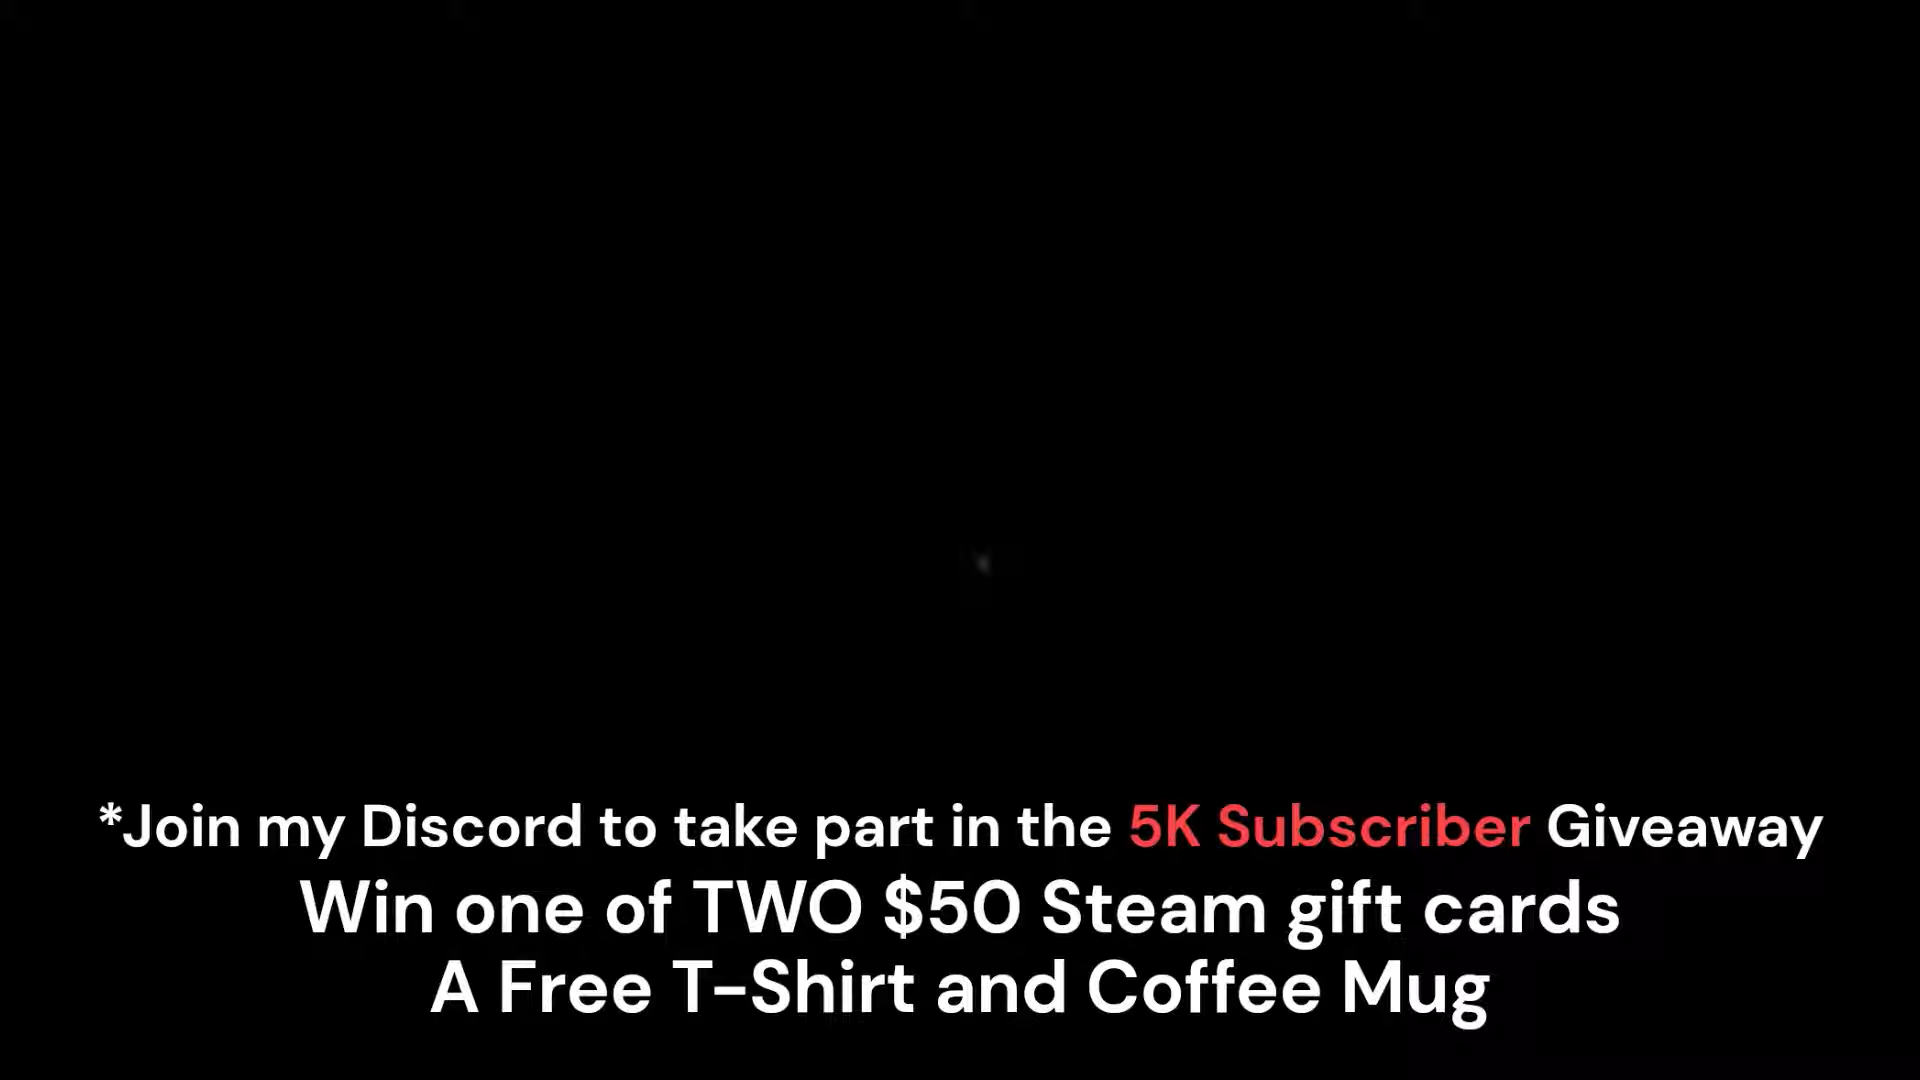 *Join my Discord to take part in the 5K Subscriber Giveaway
Win one of TWO $50 Steam gift cards
A Free T-Shirt and Coffee Mug